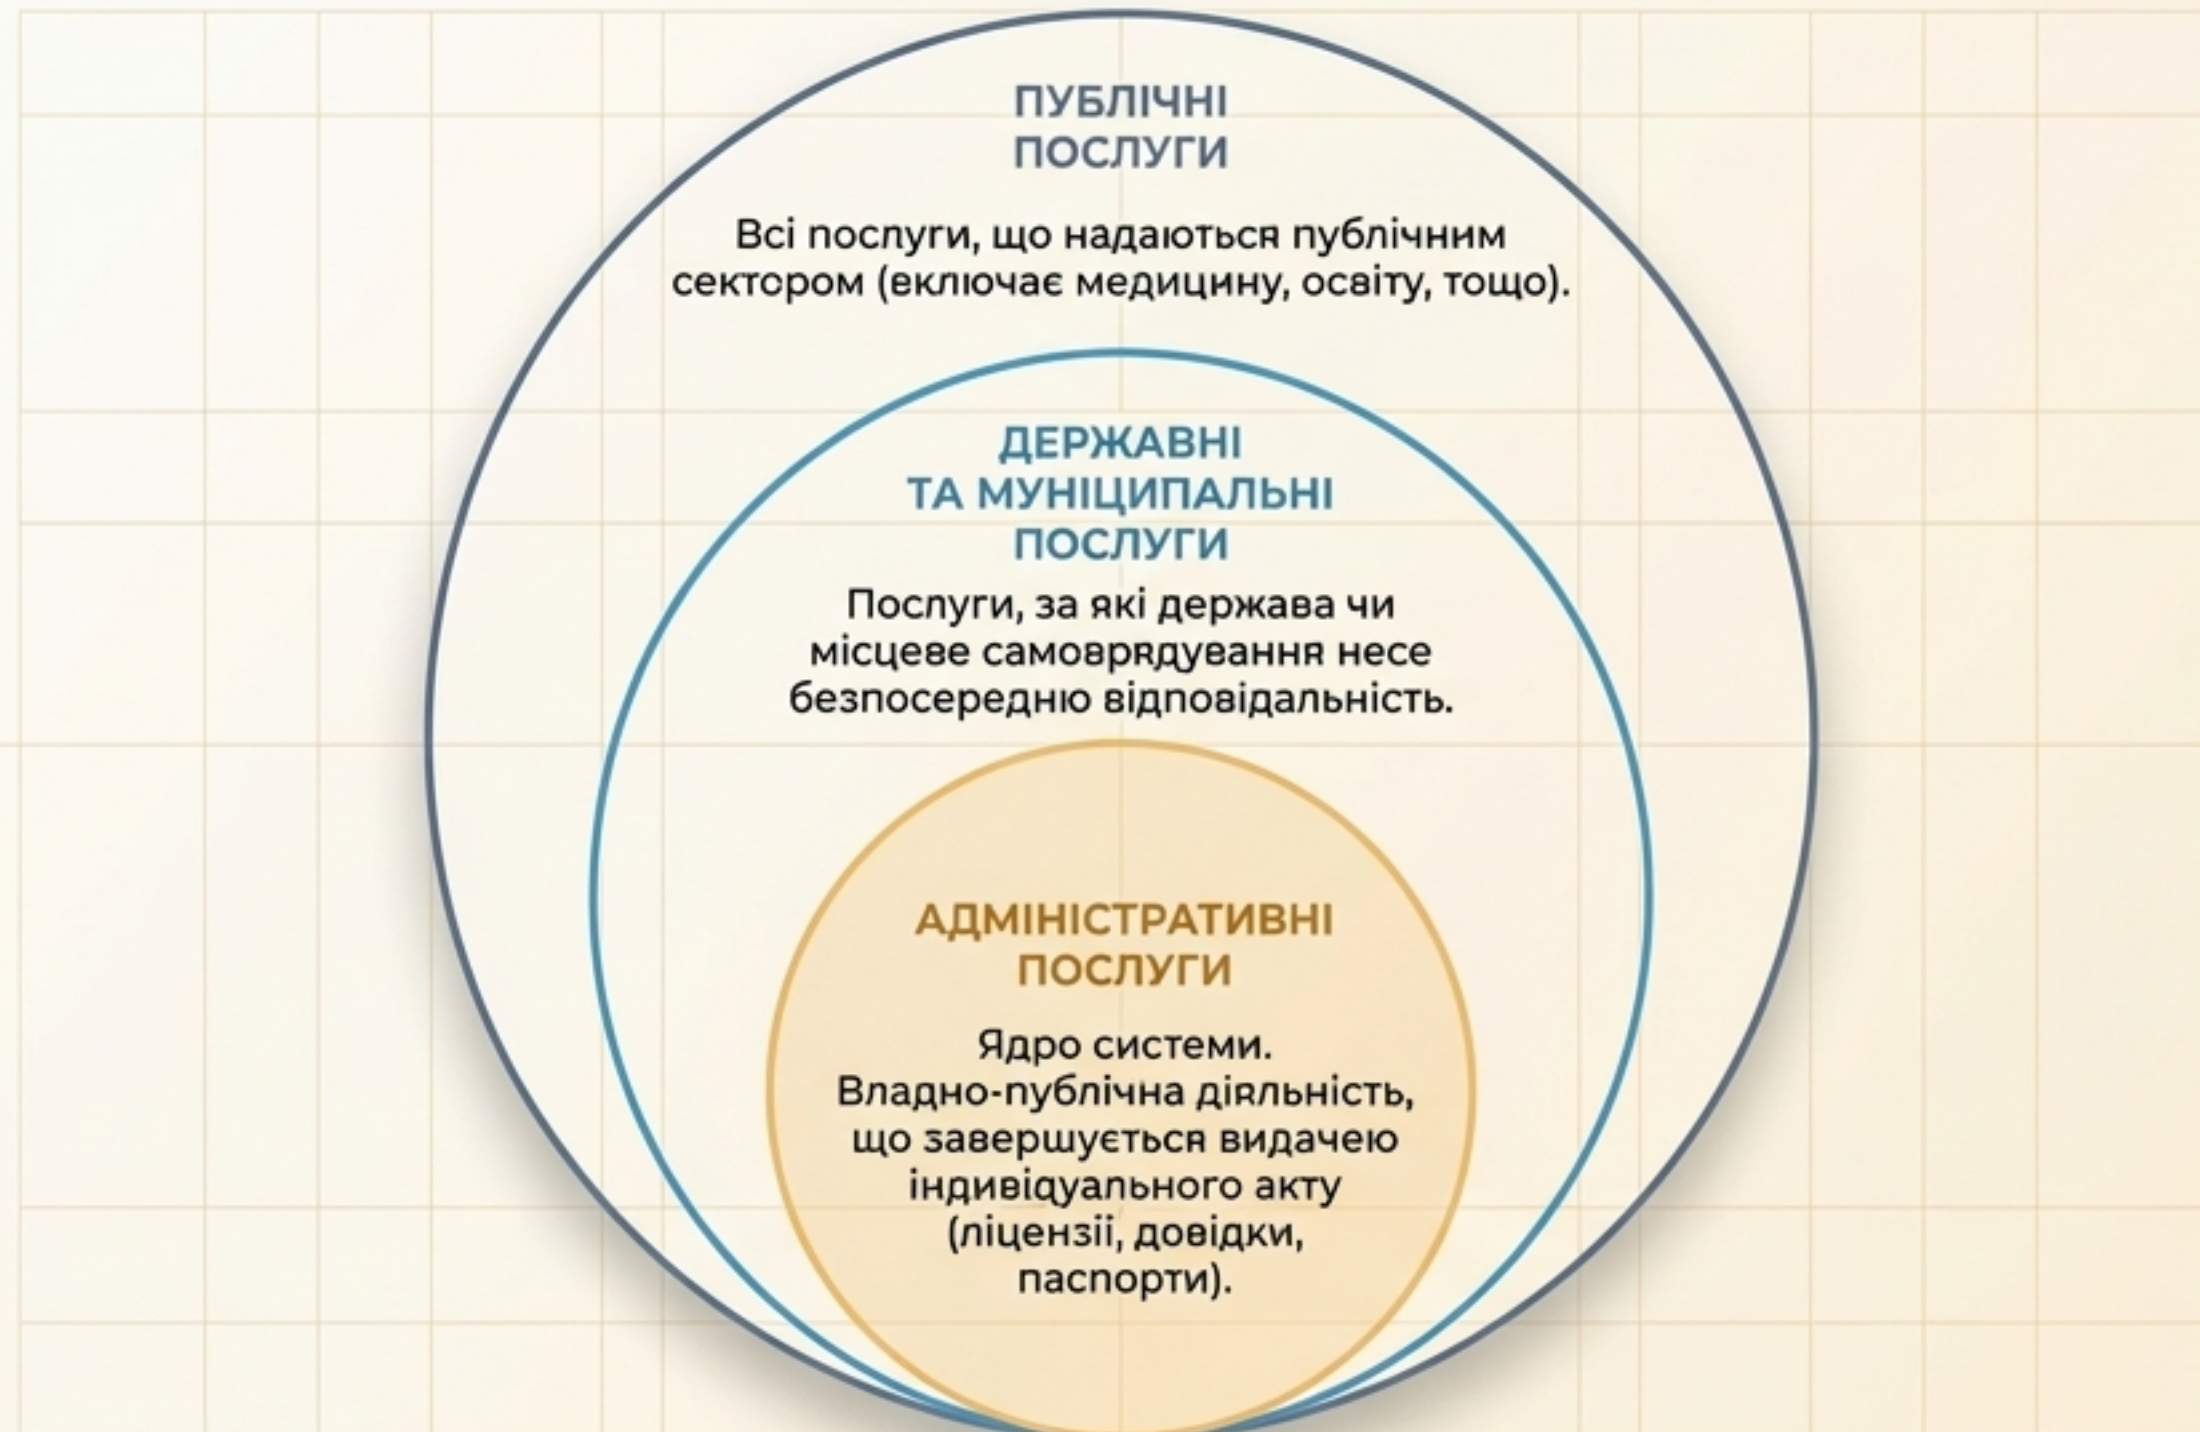 ПУБЛІЧНІ
ПОСЛУГИ
Всі послуги, що надаються публічним
сектором (включає медицину, освіту, тощо).
ДЕРЖАВНІ
ТА МУНІЦИПАЛЬНІ
ПОСЛУГИ
Послуги, за які держава чи
місцеве самоврядування несе
безпосередню відповідальність.
АДМІНІСТРАТИВНІ
ПОСЛУГИ
Ядро системи.
Владно-публічна діяльність,
що завершується видачею
індивідуального акту
(ліцензії, довідки,
паспорти).